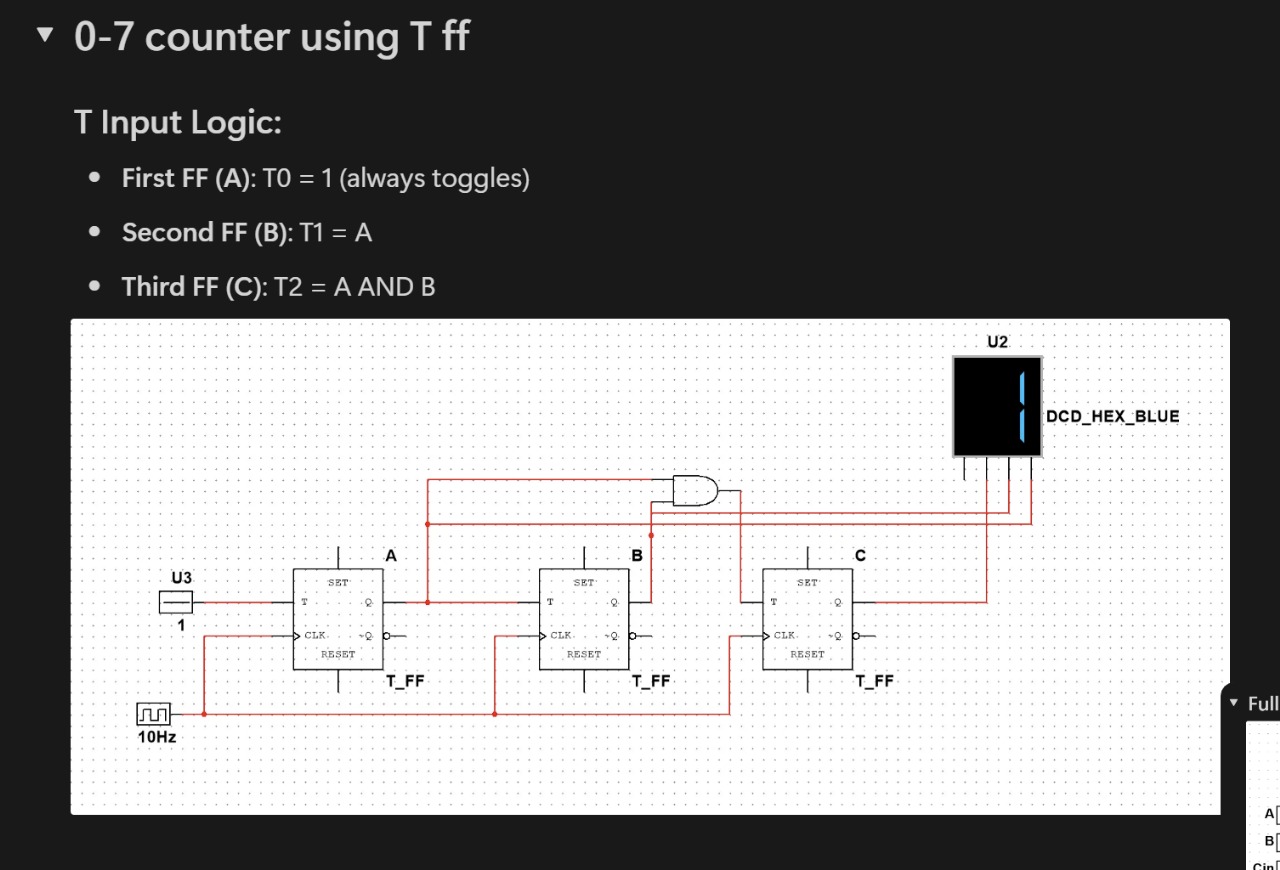 0-7 counter using T ff
T Input Logic:
First FF (A): T0 = 1 (always toggles)
Second FF (B): T1 = A
Third FF (C): T2 = A AND B
U2
DCD_HEX_BLUE
A
B
C
U3
1
SET
T
Q
CLK
~Q
RESET
T_FF
SET
T
Q
CLK
~Q
RESET
T_FF
SET
T
Q
CLK
~Q
RESET
T_FF
10Hz
Full
A
B
Cin